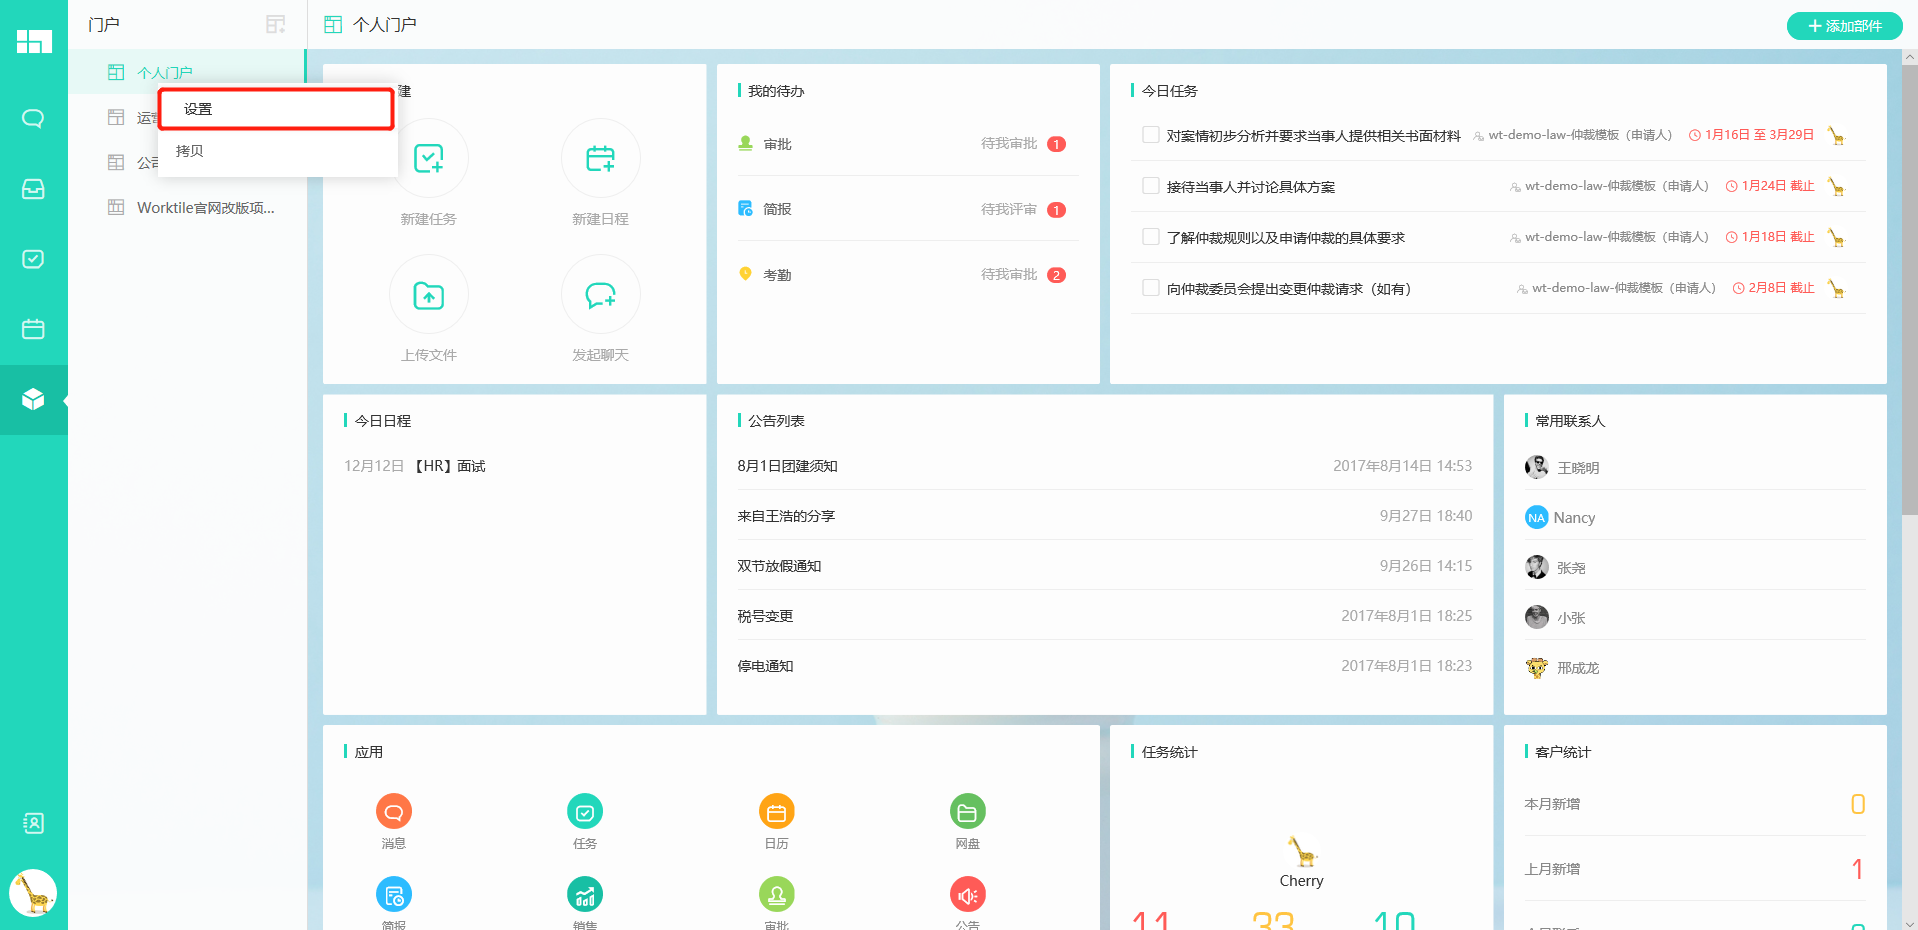 门户
个人门户
添加部件
个人门户
设置
拷贝
Worktile官网改版项...
建
新建任务
新建日程
上传文件
发起聊天
我的待办
审批
待我审批 1
简报
待我评审 1
考勤
待我审批 2
今日任务
对案情初步分析并要求当事人提供相关书面材料 wt-demo-law-仲裁模板（申请人） 1月16日 至 3月29日
接待当事人并讨论具体方案 wt-demo-law-仲裁模板（申请人） 1月24日 截止
了解仲裁规则以及申请仲裁的具体要求 wt-demo-law-仲裁模板（申请人） 1月18日 截止
向仲裁委员会提出变更仲裁请求（如有） wt-demo-law-仲裁模板（申请人） 2月8日 截止
今日日程
12月12日 【HR】面试
公告列表
8月1日团建须知 2017年8月14日 14:53
来自王浩的分享 9月27日 18:40
双节放假通知 9月26日 14:15
税号变更 2017年8月1日 18:25
停电通知 2017年8月1日 18:23
常用联系人
王晓明
NA Nancy
张尧
小张
邢成龙
应用
消息
任务
日历
网盘
简报
销售
审批
公告
任务统计
Cherry
11 33 10
客户统计
本月新增 0
上月新增 1